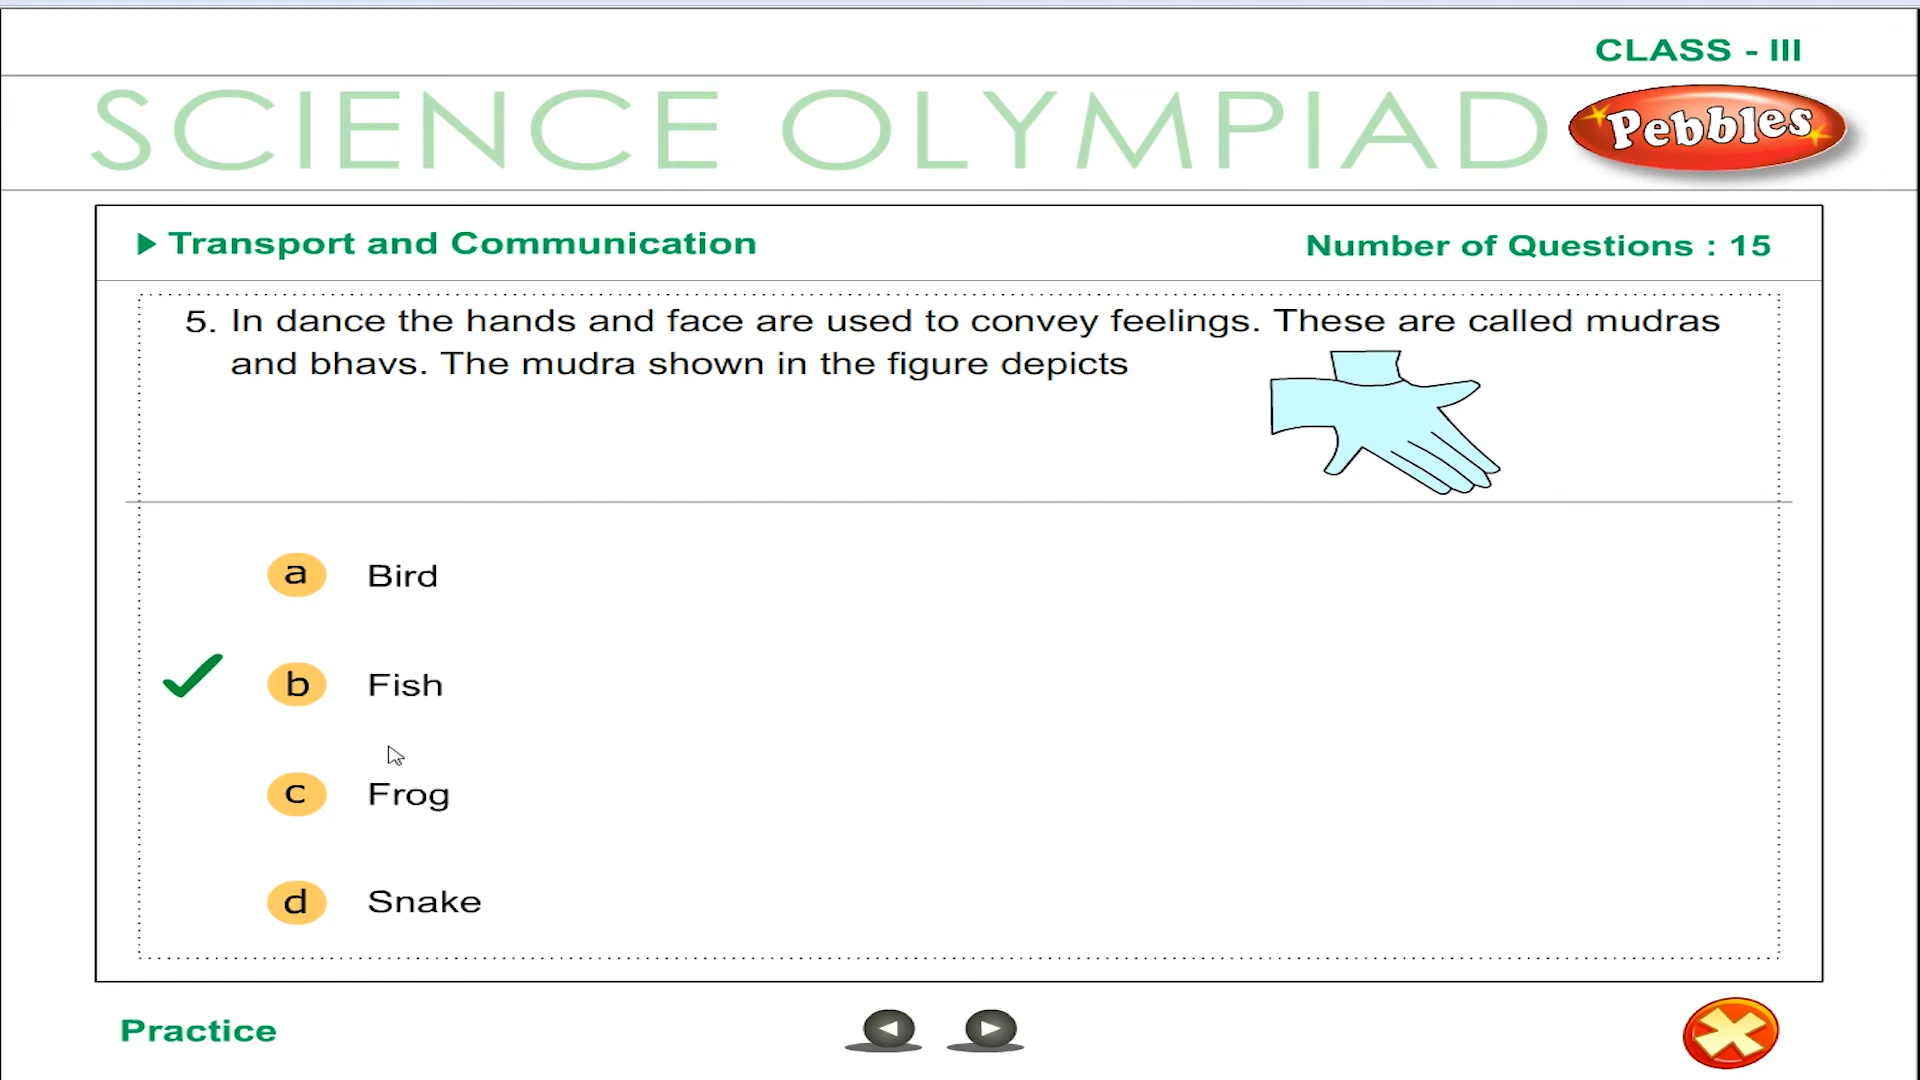 CLASS - III
SCIENCE OLYMPIAD
Pebbles
Transport and Communication
Number of Questions : 15
5. In dance the hands and face are used to convey feelings. These are called mudras
and bhavs. The mudra shown in the figure depicts
a Bird
b Fish
c Frog
d Snake
Practice